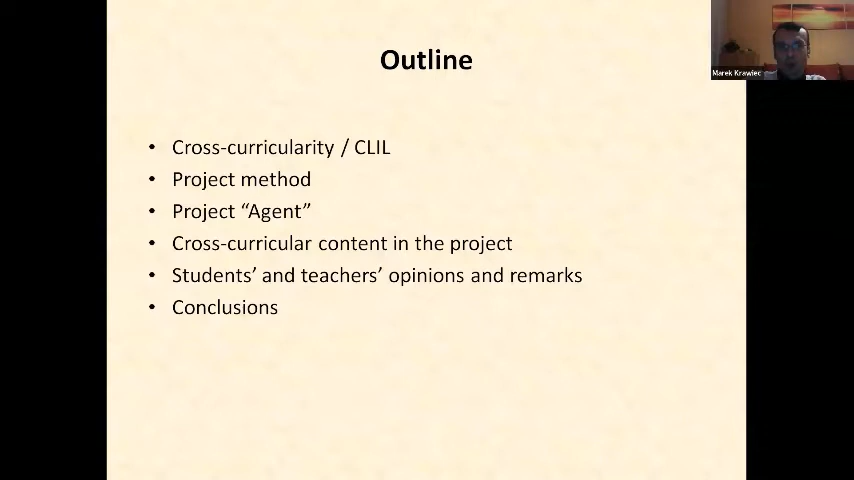 Outline
Marek Krawiec
• Cross-curricularity / CLIL
• Project method
• Project “Agent”
• Cross-curricular content in the project
• Students’ and teachers’ opinions and remarks
• Conclusions